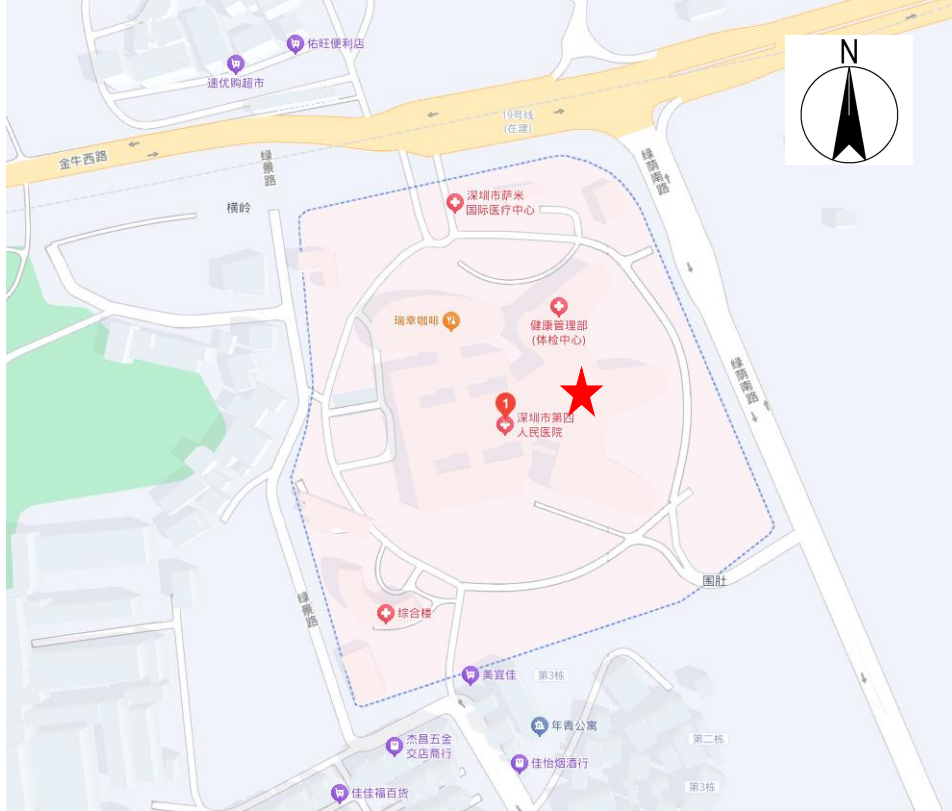 佑旺便利店
速优购超市
N
19号线
(在建)
金牛西路
绿景路
绿荫南路
横岭
深圳市萨米
国际医疗中心
瑞幸咖啡
健康管理部
(体检中心)
绿荫南路
1
深圳市第四
人民医院
围肚
绿景路
综合楼
美宜佳
第3栋
年青公寓
杰昌五金
交店商行
第二栋
佳怡烟酒行
佳佳福百货
第3栋